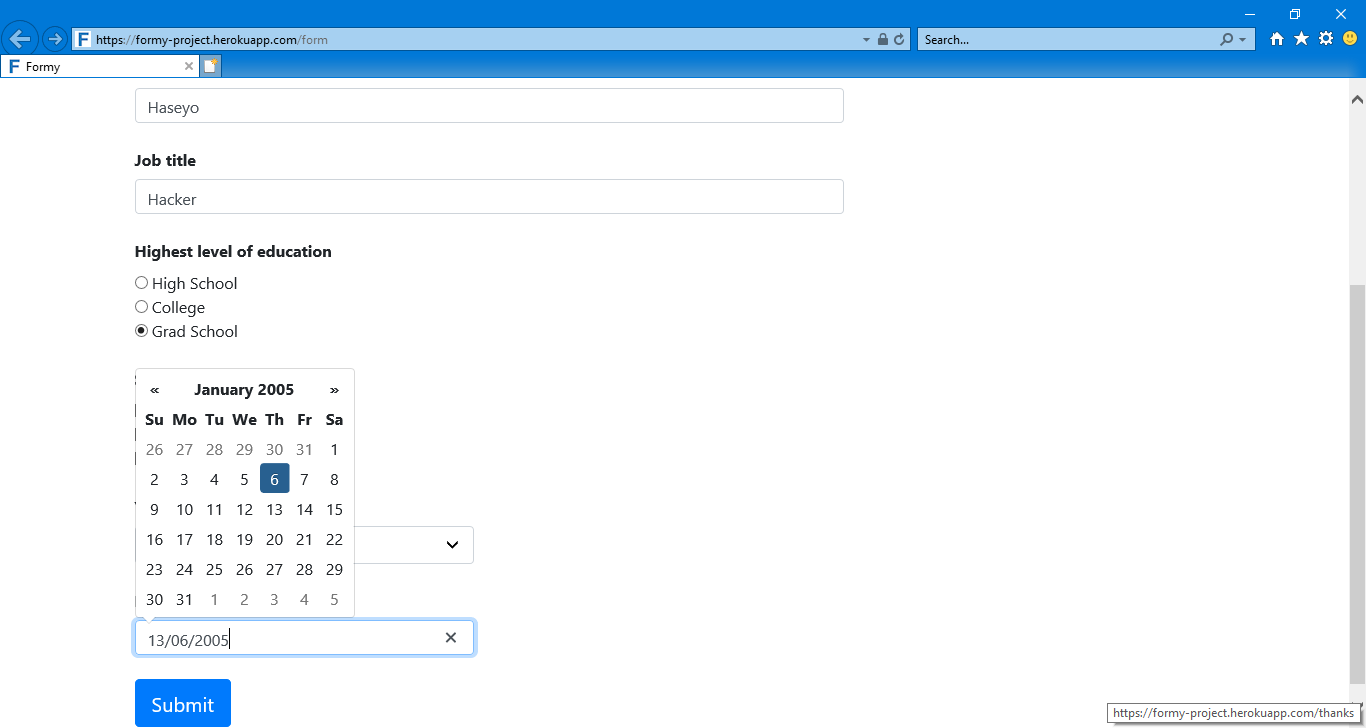 https://formy-project.herokuapp.com/form
Search...
Formy
Haseyo
Job title
Hacker
Highest level of education
High School
College
Grad School
« January 2005 »
Su Mo Tu We Th Fr Sa
26 27 28 29 30 31 1
2 3 4 5 6 7 8
9 10 11 12 13 14 15
16 17 18 19 20 21 22
23 24 25 26 27 28 29
30 31 1 2 3 4 5
13/06/2005
Submit
https://formy-project.herokuapp.com/thanks